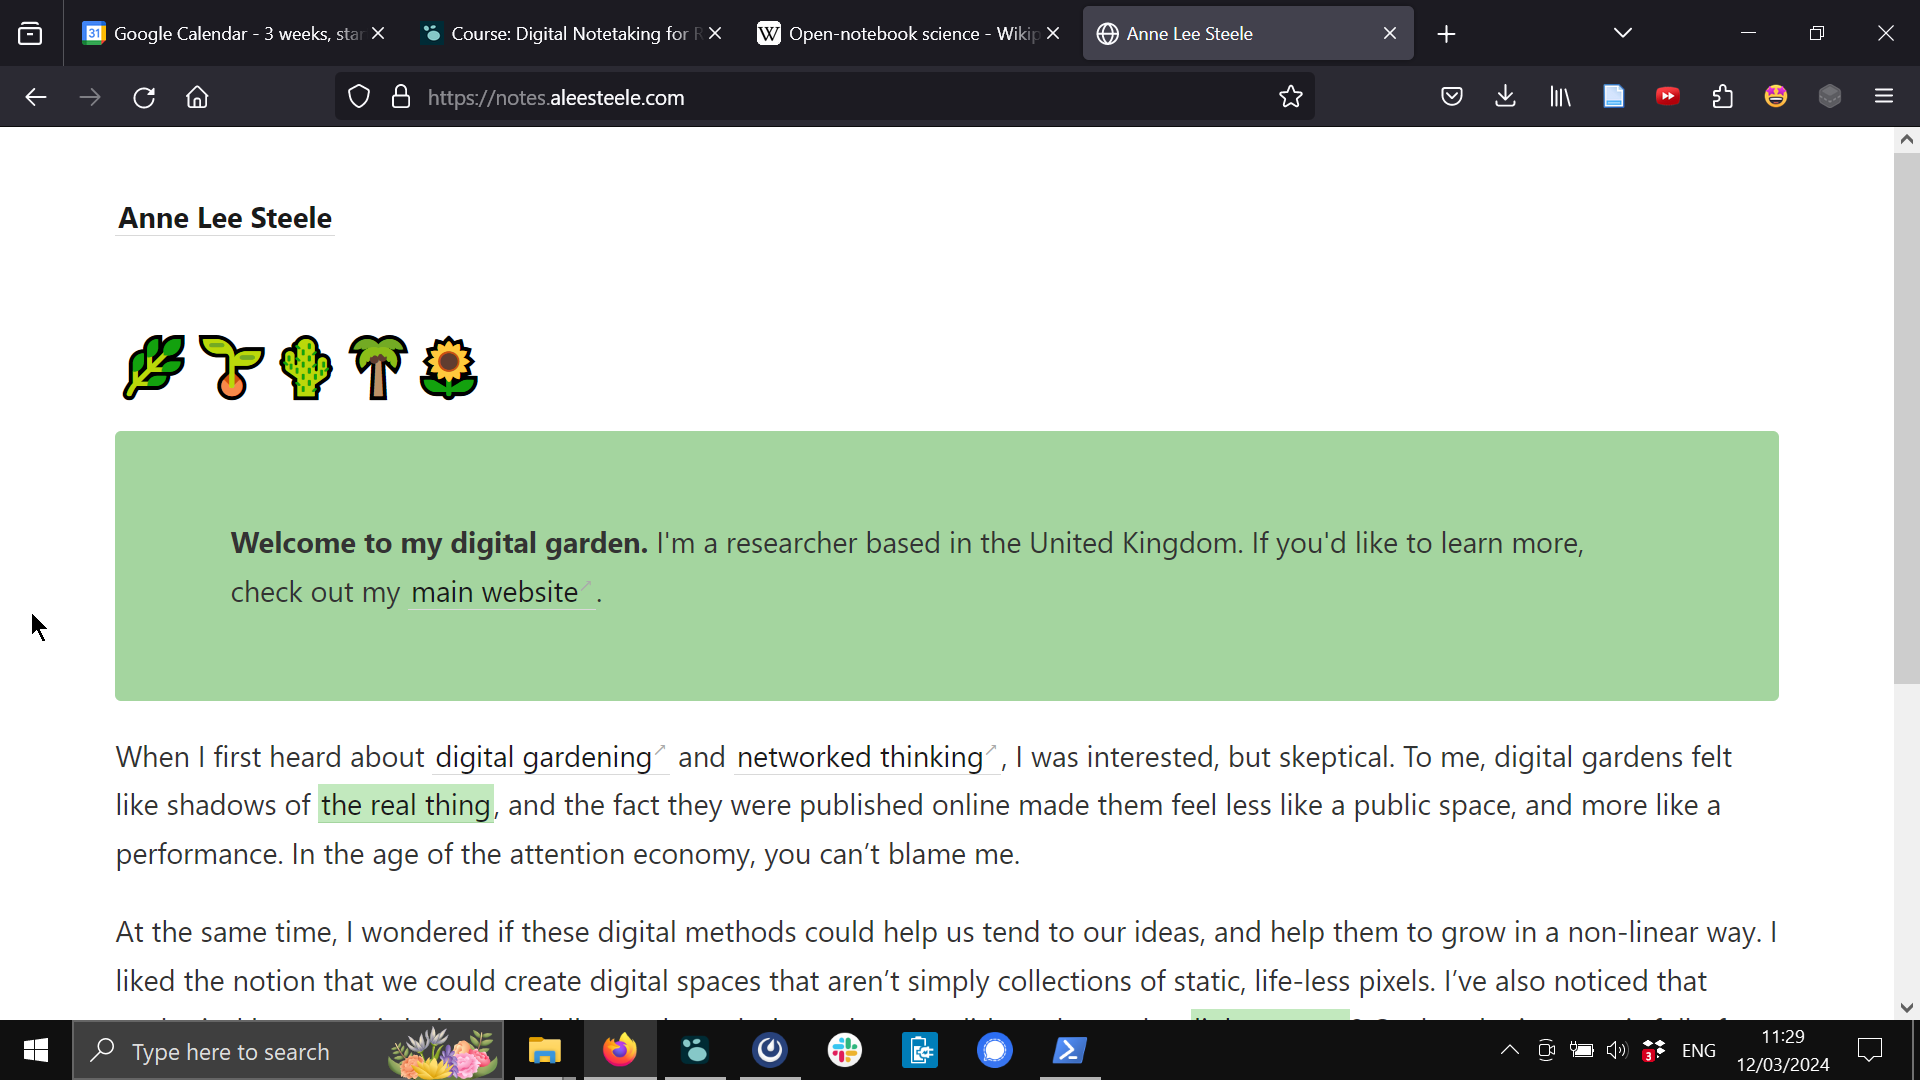 31 Google Calendar - 3 weeks, sta
Course: Digital Notetaking for R
W Open-notebook science - Wikip
Anne Lee Steele
https://notes.aleesteele.com
Anne Lee Steele
Welcome to my digital garden. I'm a researcher based in the United Kingdom. If you'd like to learn more,
check out my main website.
When I first heard about digital gardening and networked thinking, I was interested, but skeptical. To me, digital gardens felt
like shadows of the real thing, and the fact they were published online made them feel less like a public space, and more like a
performance. In the age of the attention economy, you can’t blame me.
At the same time, I wondered if these digital methods could help us tend to our ideas, and help them to grow in a non-linear way. I
liked the notion that we could create digital spaces that aren’t simply collections of static, life-less pixels. I’ve also noticed that
Type here to search
3
ENG
11:29
12/03/2024